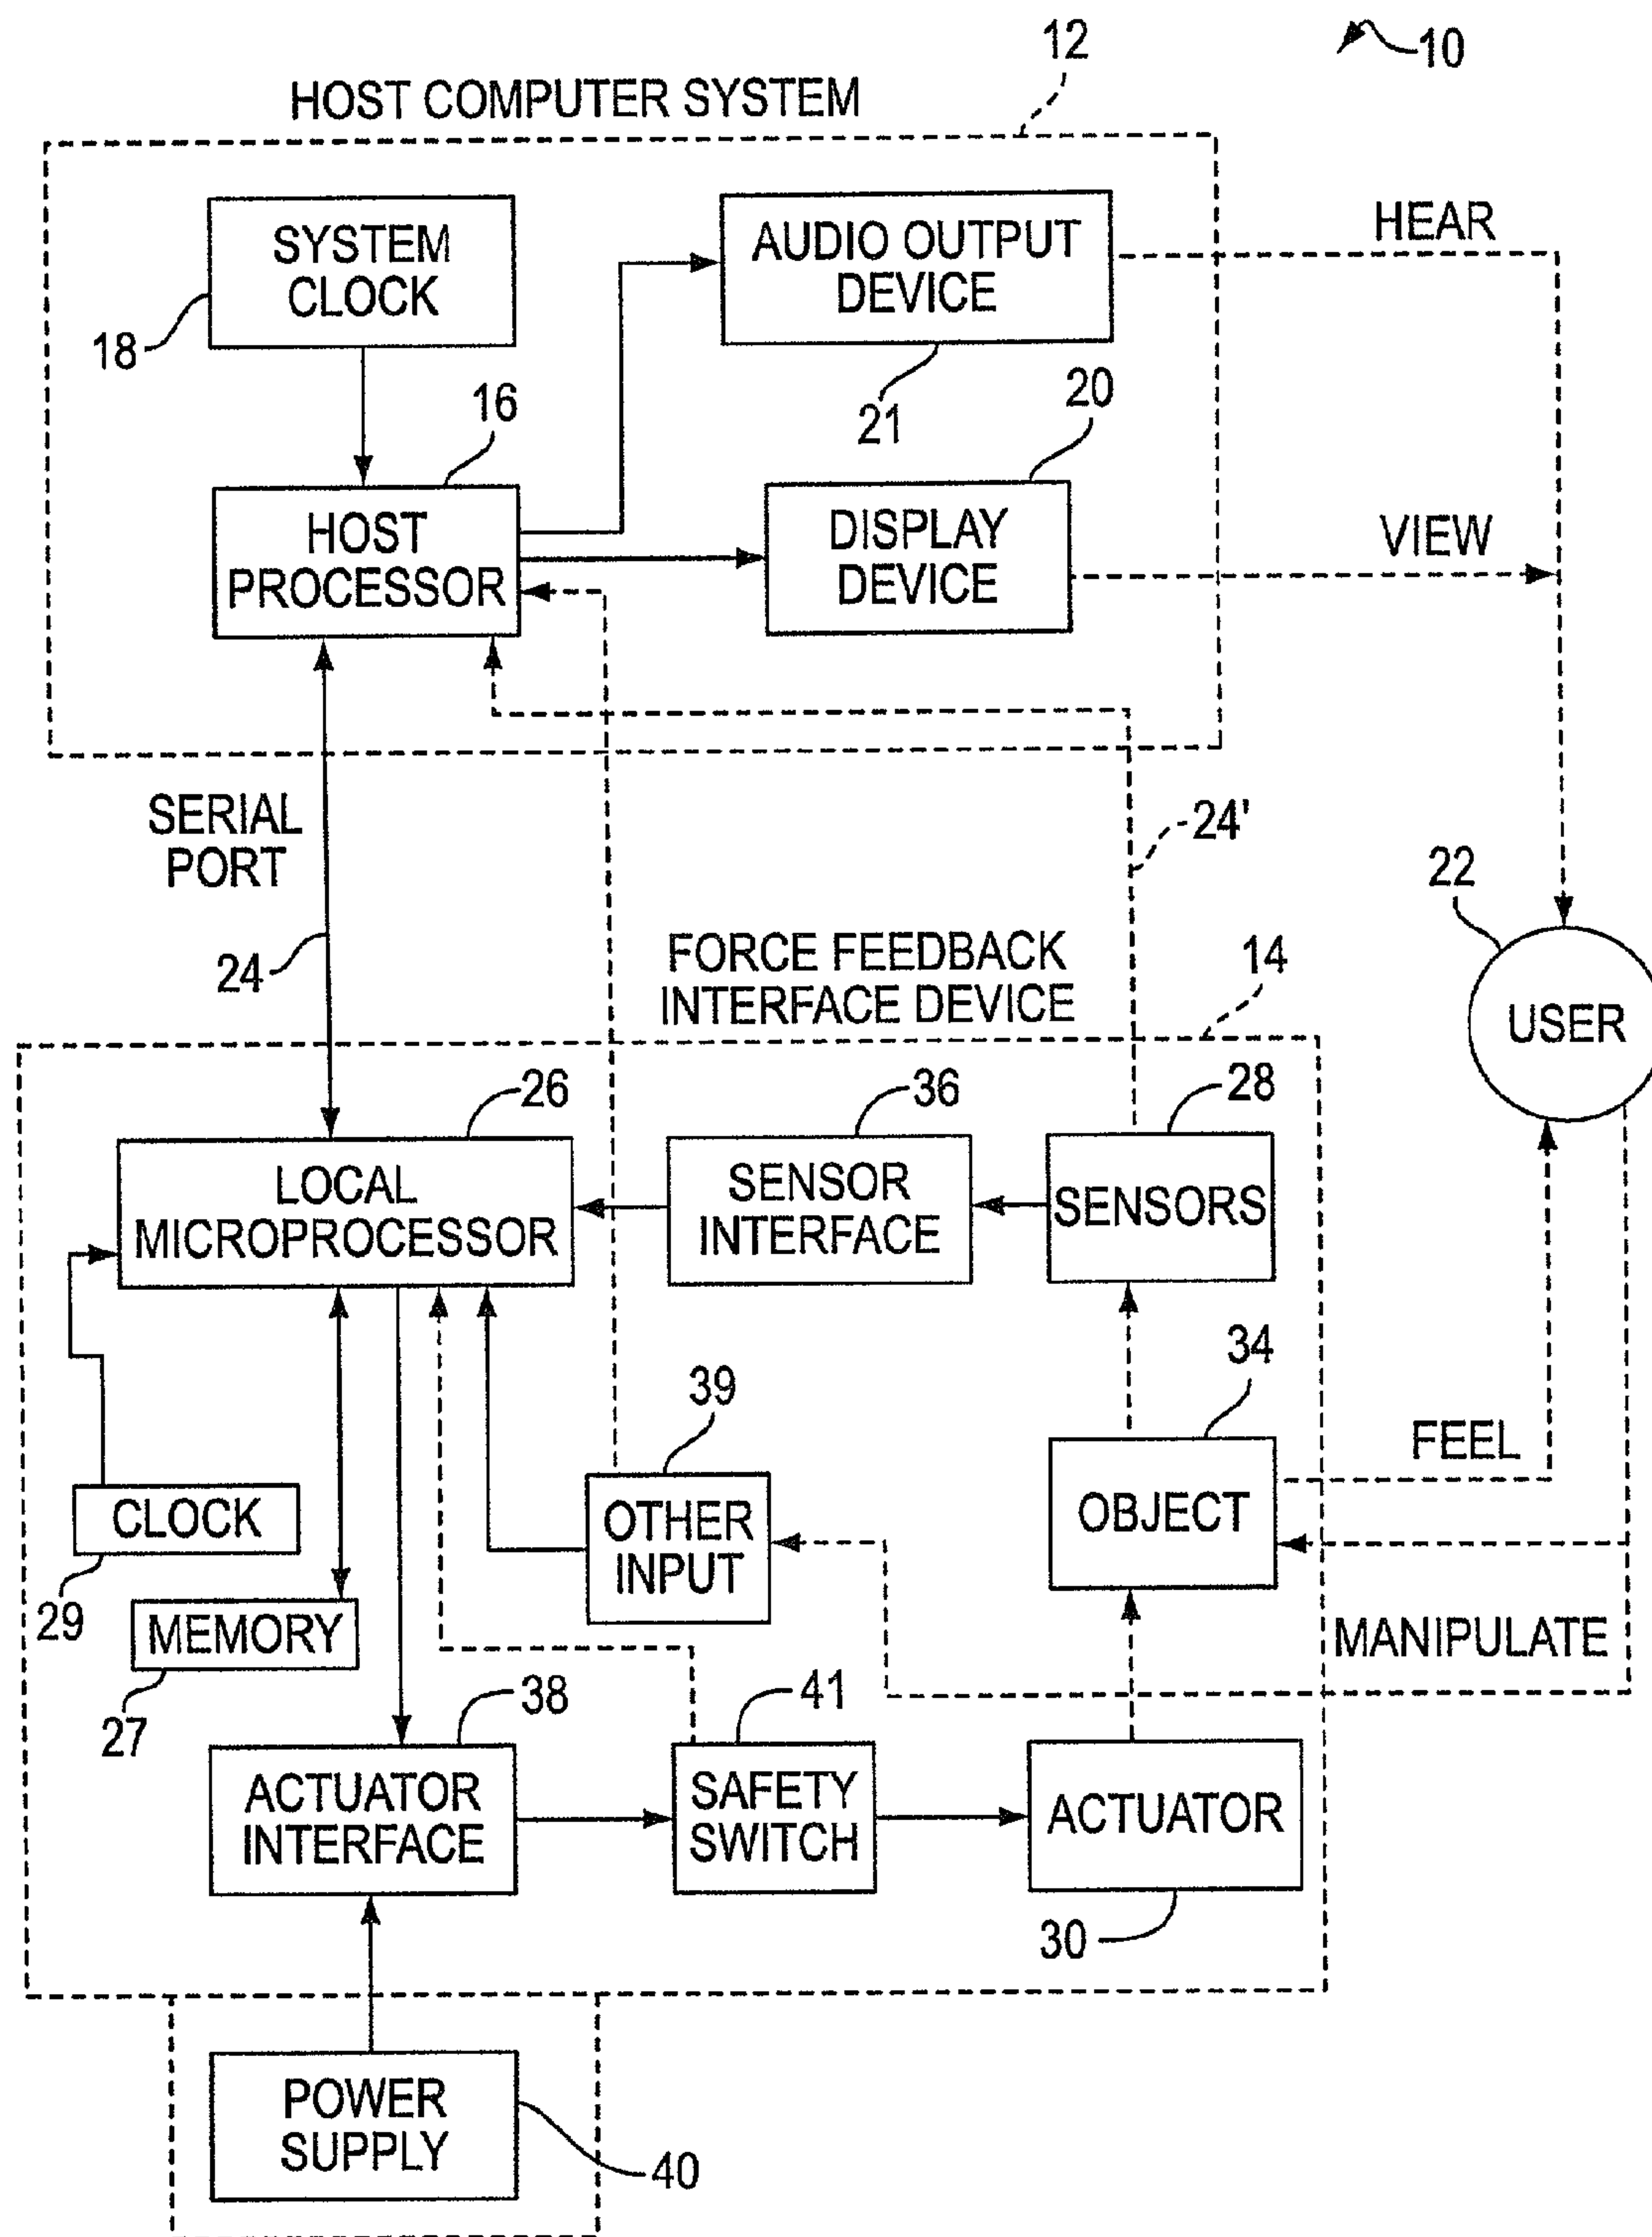 10
12
HOST COMPUTER SYSTEM
SYSTEM
CLOCK
18
AUDIO OUTPUT
DEVICE
21
HEAR
16
20
HOST
PROCESSOR
DISPLAY
DEVICE
VIEW
SERIAL
PORT
24
24'
22
USER
FORCE FEEDBACK
INTERFACE DEVICE
14
26
36
28
LOCAL
MICROPROCESSOR
SENSOR
INTERFACE
SENSORS
34
39
FEEL
CLOCK
29
OTHER
INPUT
OBJECT
MEMORY
27
MANIPULATE
38
41
ACTUATOR
INTERFACE
SAFETY
SWITCH
ACTUATOR
30
POWER
SUPPLY
40